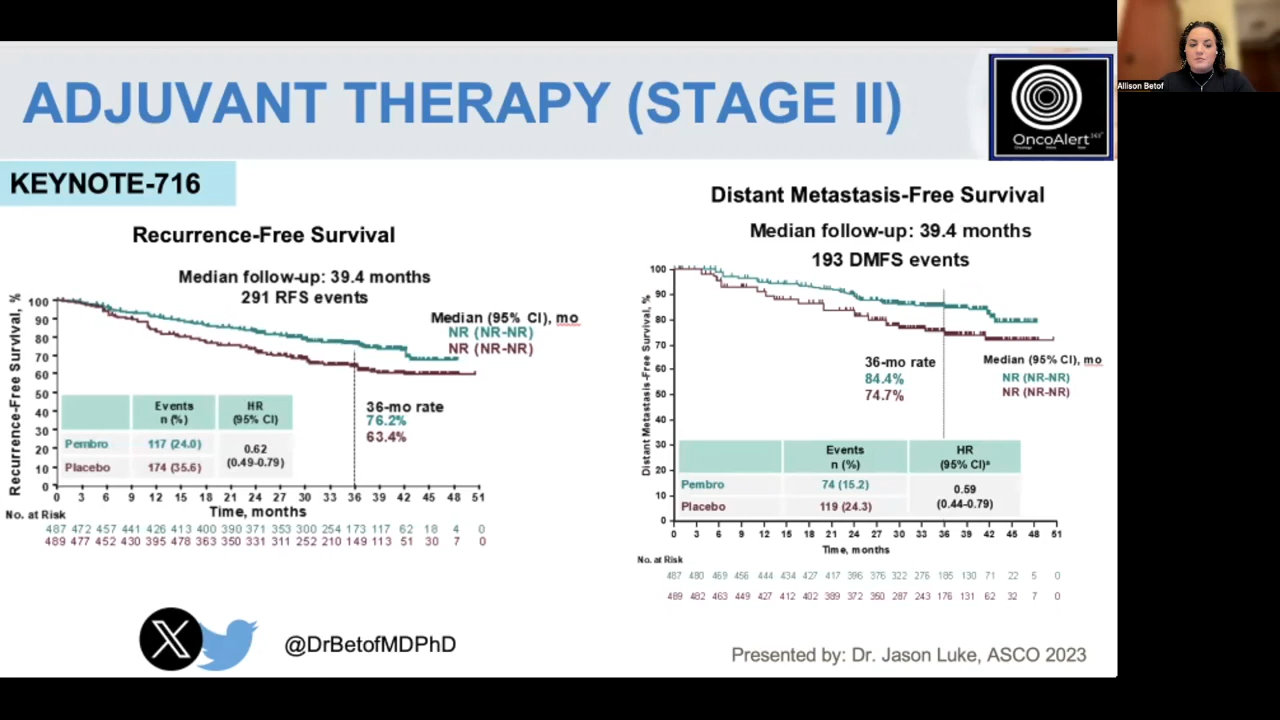 Allison Betof
ADJUVANT THERAPY (STAGE II)
OncoAlert 365°
KEYNOTE-716
Recurrence-Free Survival
Median follow-up: 39.4 months
291 RFS events
Recurrence-Free Survival, %
100
90
80
70
60
50
40
30
20
10
0
Median (95% CI), mo
NR (NR-NR)
NR (NR-NR)
36-mo rate
76.2%
63.4%
Events n (%) HR (95% CI)
Pembro 117 (24.0) 0.62 (0.49-0.79)
Placebo 174 (35.6)
0 3 6 9 12 15 18 21 24 27 30 33 36 39 42 45 48 51
Time, months
No. at Risk
487 472 457 441 426 413 400 390 371 353 300 254 173 117 62 18 4 0
489 477 452 430 395 478 363 350 331 311 252 210 149 113 51 30 7 0
Distant Metastasis-Free Survival
Median follow-up: 39.4 months
193 DMFS events
Distant Metastasis-Free Survival, %
100
90
80
70
60
50
40
30
20
10
0
36-mo rate
84.4%
74.7%
Median (95% CI), mo
NR (NR-NR)
NR (NR-NR)
Events n (%) HR (95% CI)ª
Pembro 74 (15.2) 0.59 (0.44-0.79)
Placebo 119 (24.3)
0 3 6 9 12 15 18 21 24 27 30 33 36 39 42 45 48 51
Time, months
No. at Risk
487 480 469 456 444 434 427 417 396 376 322 276 185 130 71 22 5 0
489 482 463 449 427 412 402 389 372 350 287 243 176 131 62 32 7 0
@DrBetofMDPhD
Presented by: Dr. Jason Luke, ASCO 2023